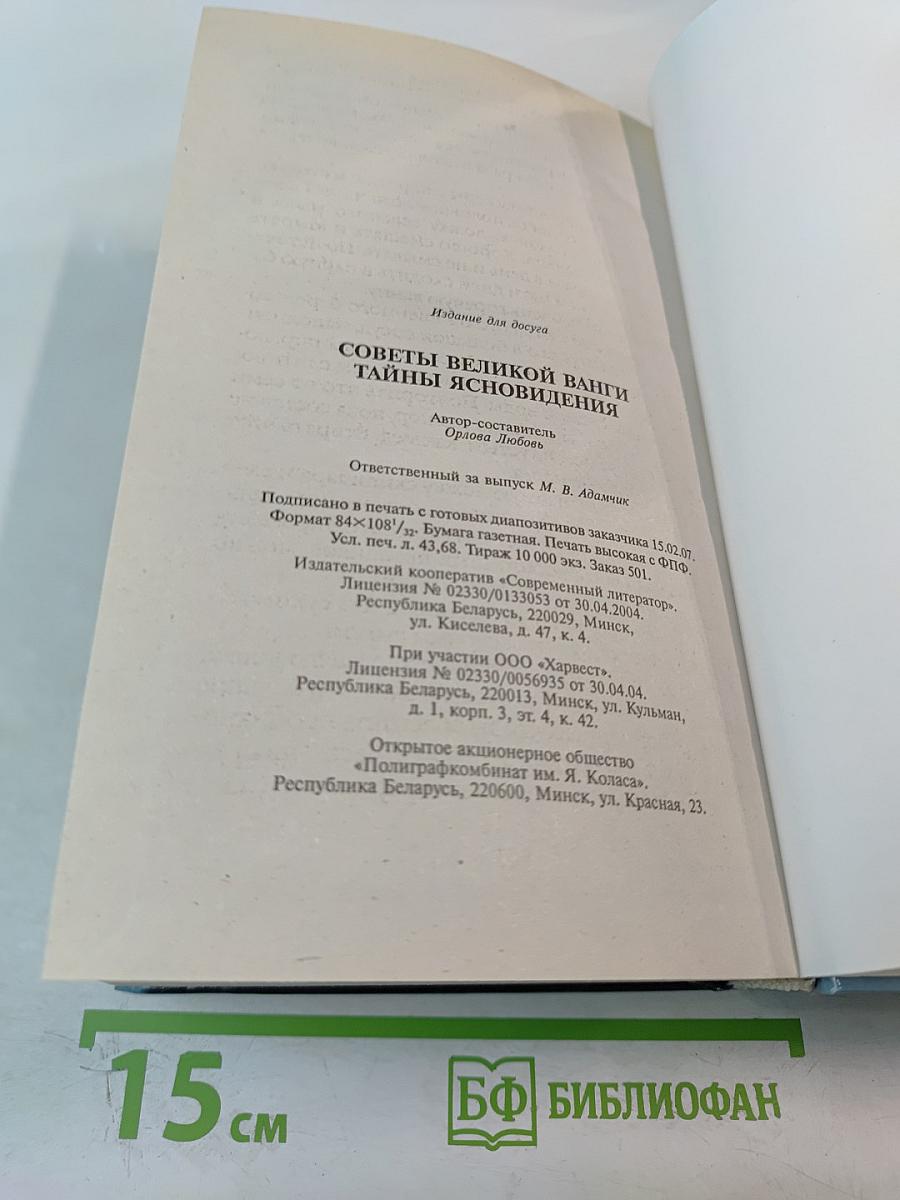 Издание для досуга
СОВЕТЫ ВЕЛИКОЙ ВАНГИ
ТАЙНЫ ЯСНОВИДЕНИЯ
Автор-составитель
Орлова Любовь
Ответственный за выпуск М. В. Адамчик
Подписано в печать с готовых диапозитивов заказчика 15.02.07.
Формат 84×108¹/₃₂. Бумага газетная. Печать высокая с ФПФ.
Усл. печ. л. 43,68. Тираж 10 000 экз. Заказ 501.
Издательский кооператив «Современный литератор».
Лицензия № 02330/0133053 от 30.04.2004.
Республика Беларусь, 220029, Минск,
ул. Киселева, д. 47, к. 4.
При участии ООО «Харвест».
Лицензия № 02330/0056935 от 30.04.04.
Республика Беларусь, 220013, Минск, ул. Кульман,
д. 1, корп. 3, эт. 4, к. 42.
Открытое акционерное общество
«Полиграфкомбинат им. Я. Коласа».
Республика Беларусь, 220600, Минск, ул. Красная, 23.
15 см
БФ БИБЛИОФАН